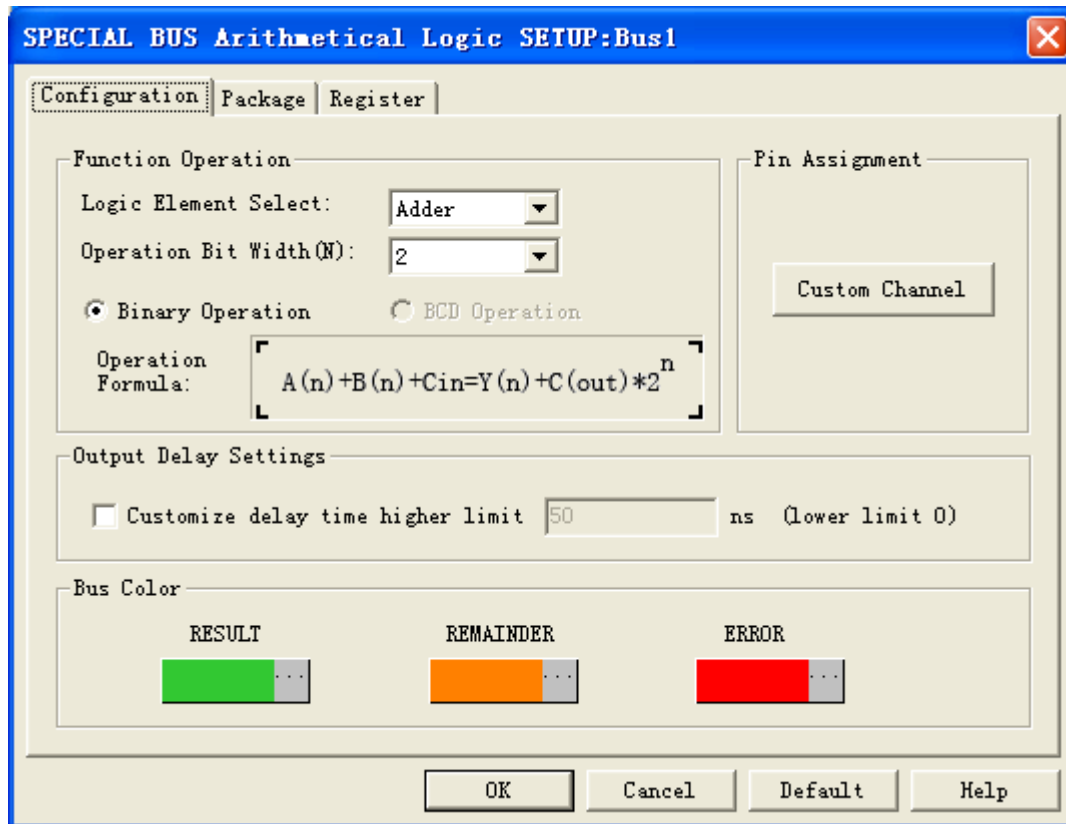 SPECIAL BUS Arithmetical Logic SETUP:Bus1
Configuration Package Register
Function Operation
Logic Element Select: Adder
Operation Bit Width(N): 2
Binary Operation BCD Operation
Operation
Formula:
A(n)+B(n)+Cin=Y(n)+C(out)*2^n
Pin Assignment
Custom Channel
Output Delay Settings
Customize delay time higher limit 50 ns (lower limit 0)
Bus Color
RESULT REMAINDER ERROR
... ... ...
OK Cancel Default Help